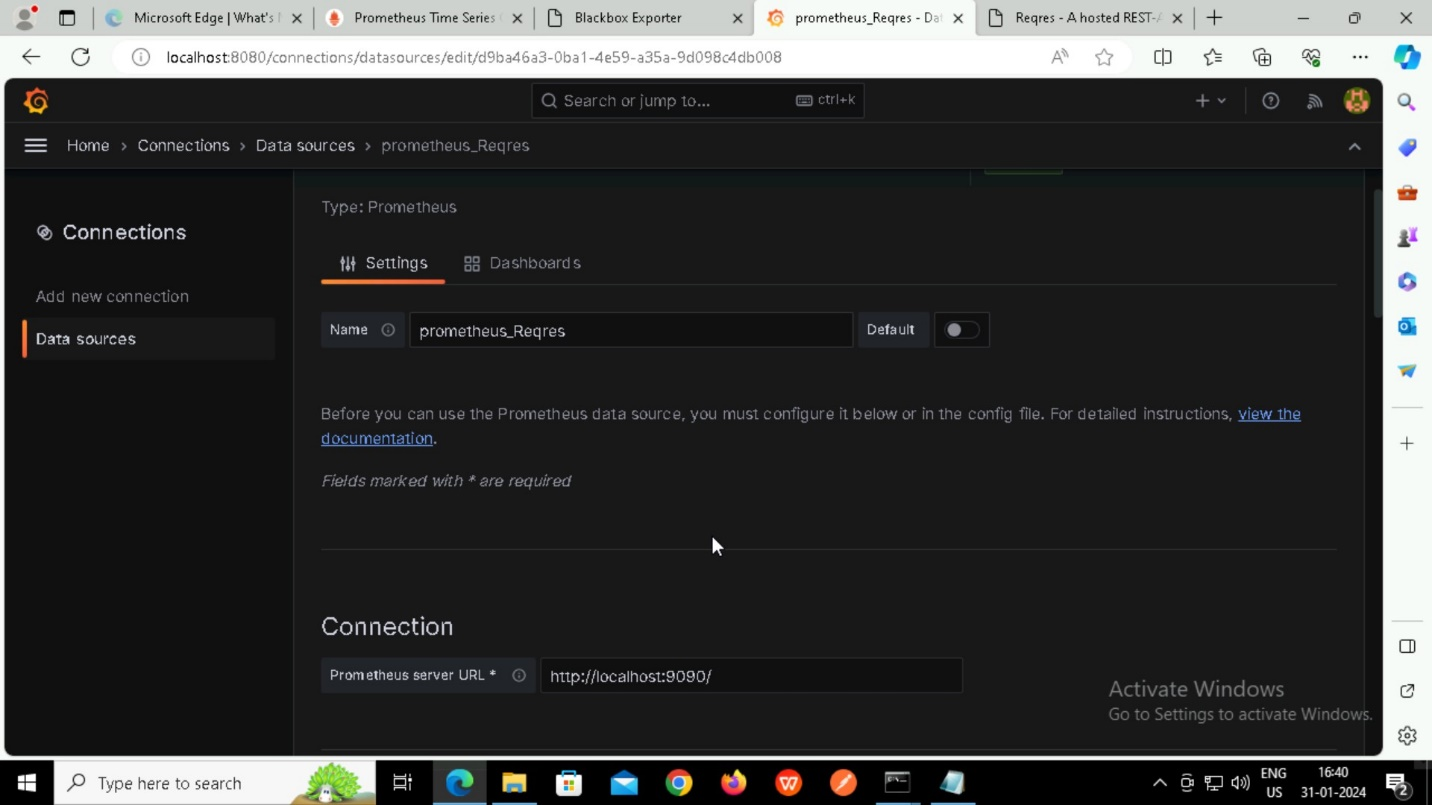 Microsoft Edge | What's
Prometheus Time Series
Blackbox Exporter
prometheus_Reqres - Da
Reqres - A hosted REST-A
localhost:8080/connections/datasources/edit/d9ba46a3-0ba1-4e59-a35a-9d098c4db008
Search or jump to...
ctrl+k
Home › Connections › Data sources › prometheus_Reqres
Type: Prometheus
Connections
Settings
Dashboards
Add new connection
Name
prometheus_Reqres
Default
Data sources
Before you can use the Prometheus data source, you must configure it below or in the config file. For detailed instructions, view the
documentation.
Fields marked with * are required
Connection
Prometheus server URL *
http://localhost:9090/
Activate Windows
Go to Settings to activate Windows.
Type here to search
ENG
US
16:40
31-01-2024
2